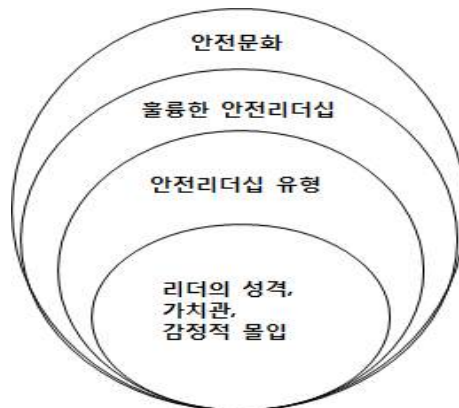 안전문화
훌륭한 안전리더십
안전리더십 유형
리더의 성격,
가치관,
감정적 몰입